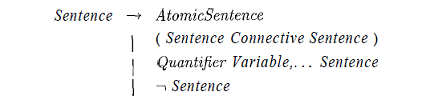 Sentence → AtomicSentence
| ( Sentence Connective Sentence )
| Quantifier Variable,... Sentence
| ¬ Sentence